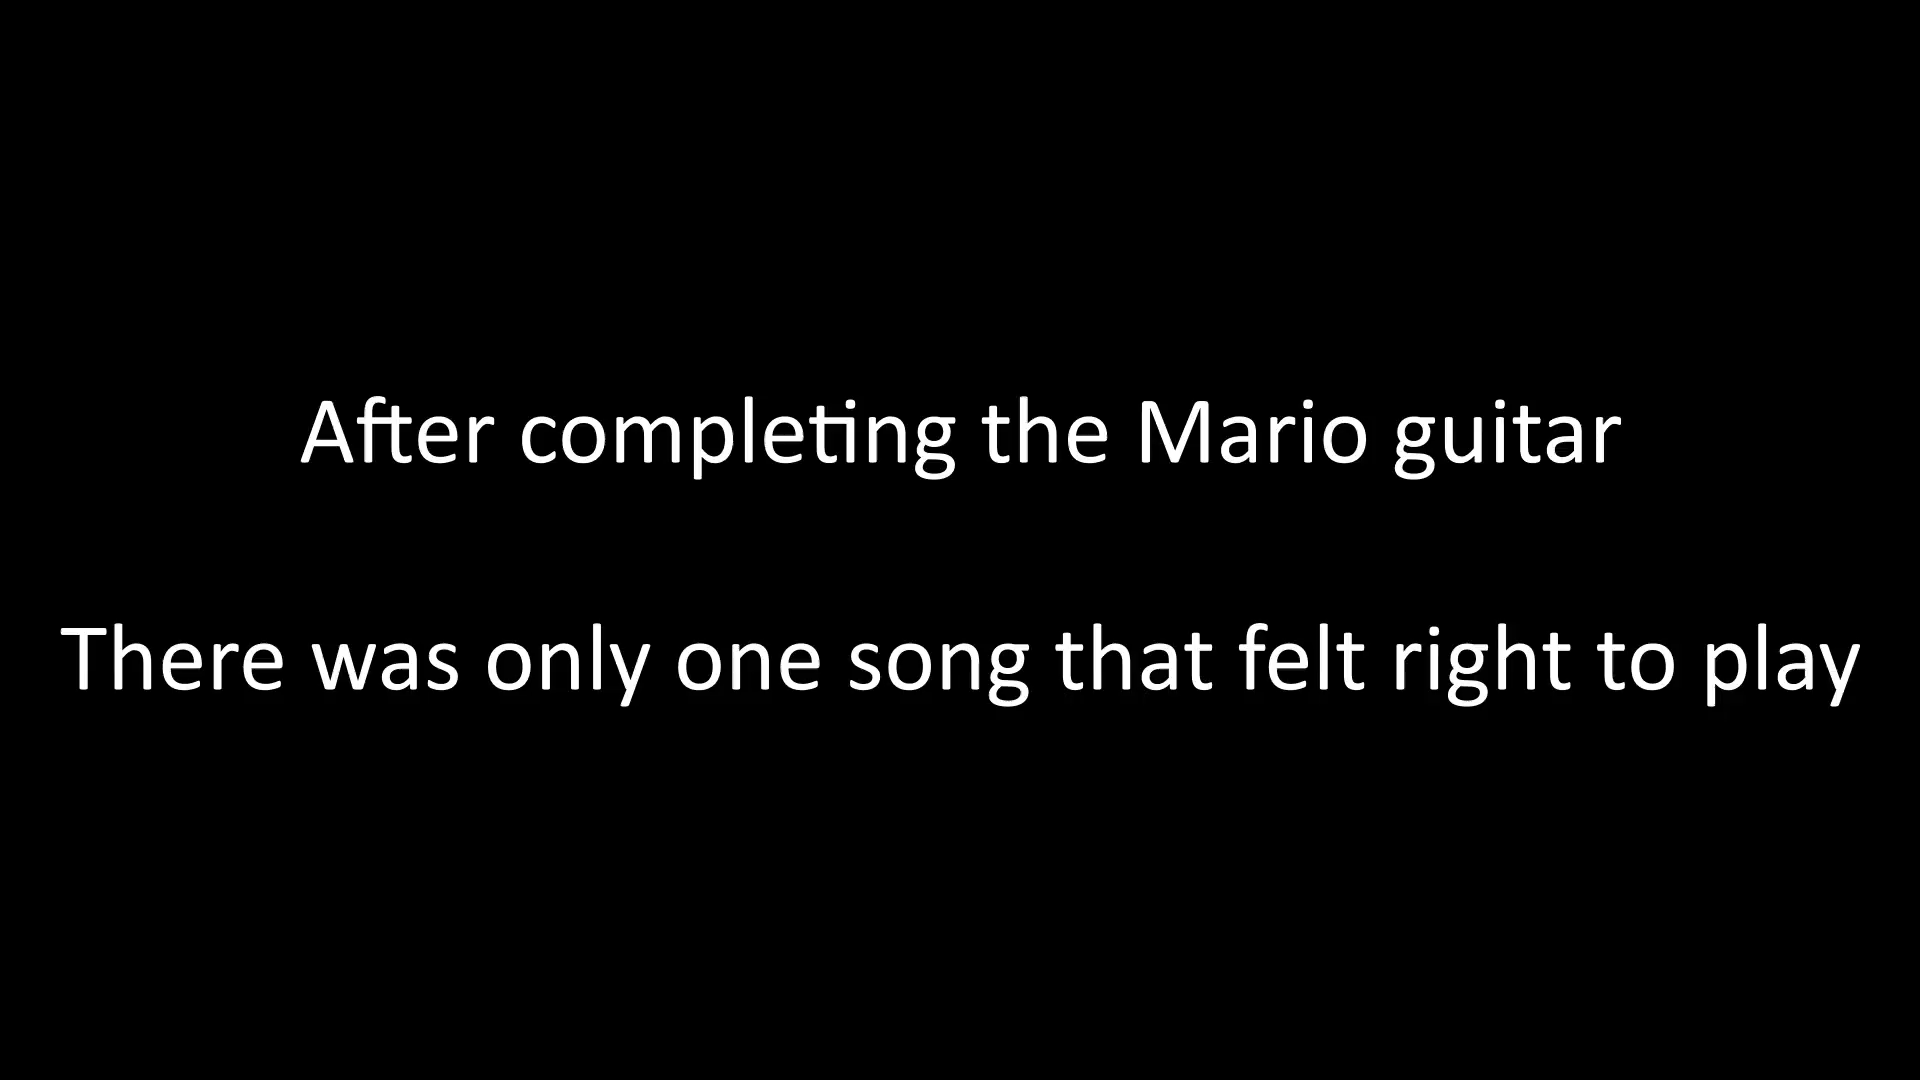 After completing the Mario guitar
There was only one song that felt right to play